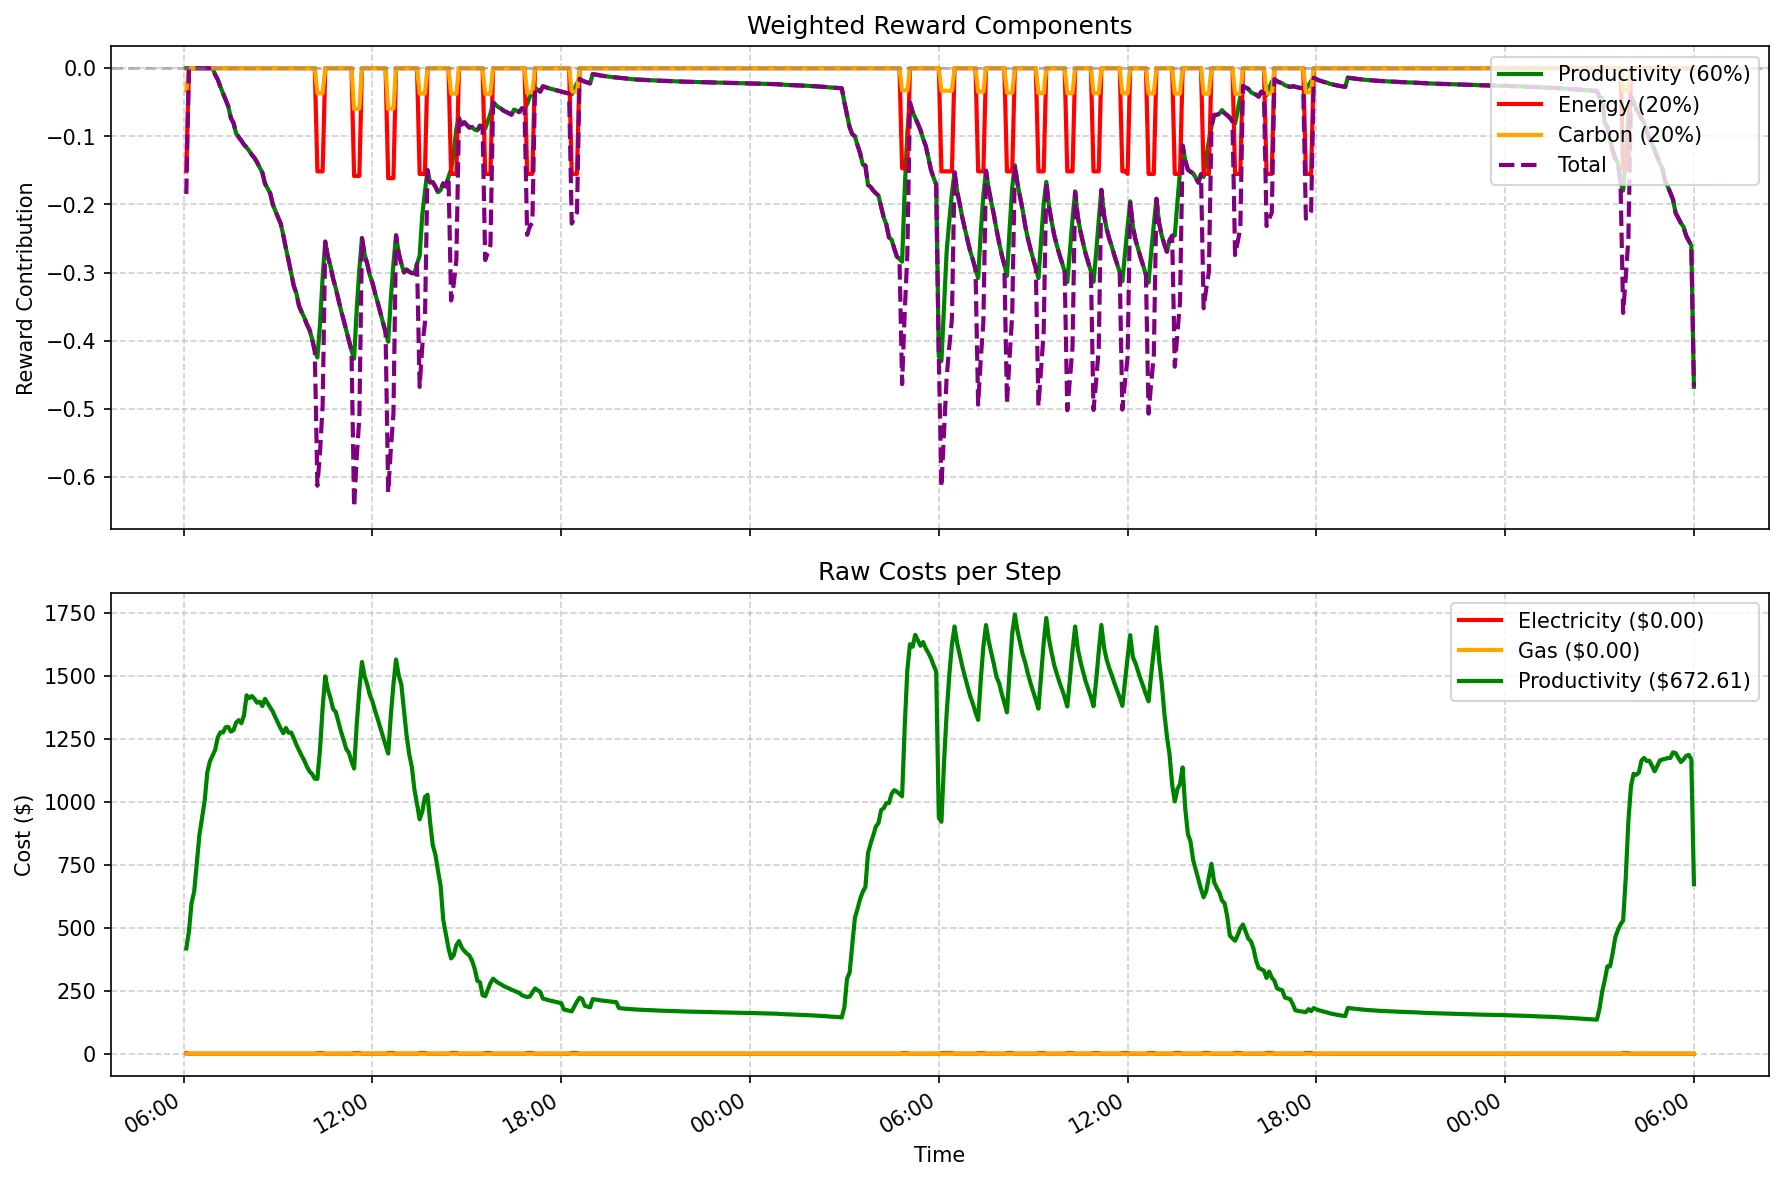 Weighted Reward Components
Reward Contribution
0.0
−0.1
−0.2
−0.3
−0.4
−0.5
−0.6
Productivity (60%)
Energy (20%)
Carbon (20%)
Total
Raw Costs per Step
Cost ($)
1750
1500
1250
1000
750
500
250
0
Electricity ($0.00)
Gas ($0.00)
Productivity ($672.61)
06:00
12:00
18:00
00:00
06:00
12:00
18:00
00:00
06:00
Time